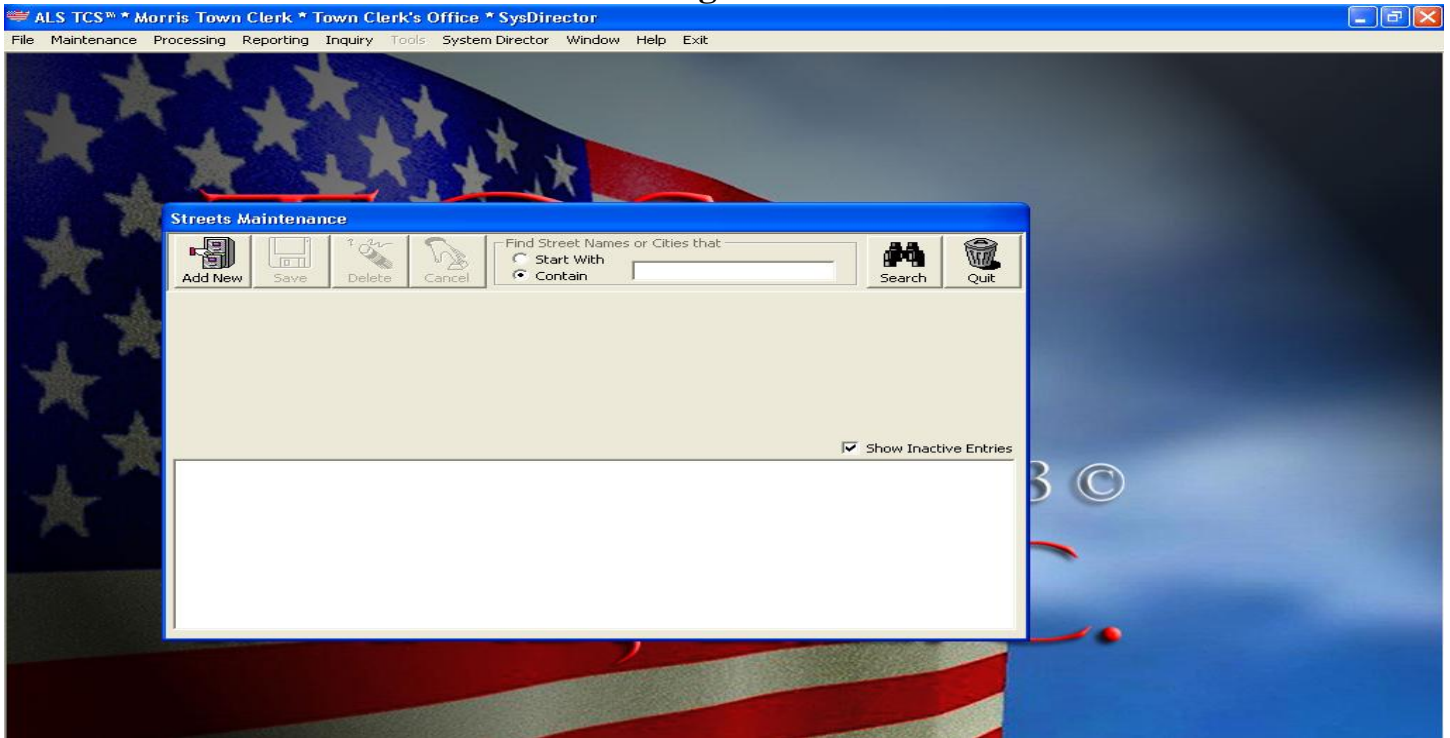 ALS TCS™ * Morris Town Clerk * Town Clerk's Office * SysDirector
File Maintenance Processing Reporting Inquiry Tools System Director Window Help Exit
Streets Maintenance
Add New Save Delete Cancel
Find Street Names or Cities that
Start With
Contain
Search Quit
Show Inactive Entries
3 ©
C.